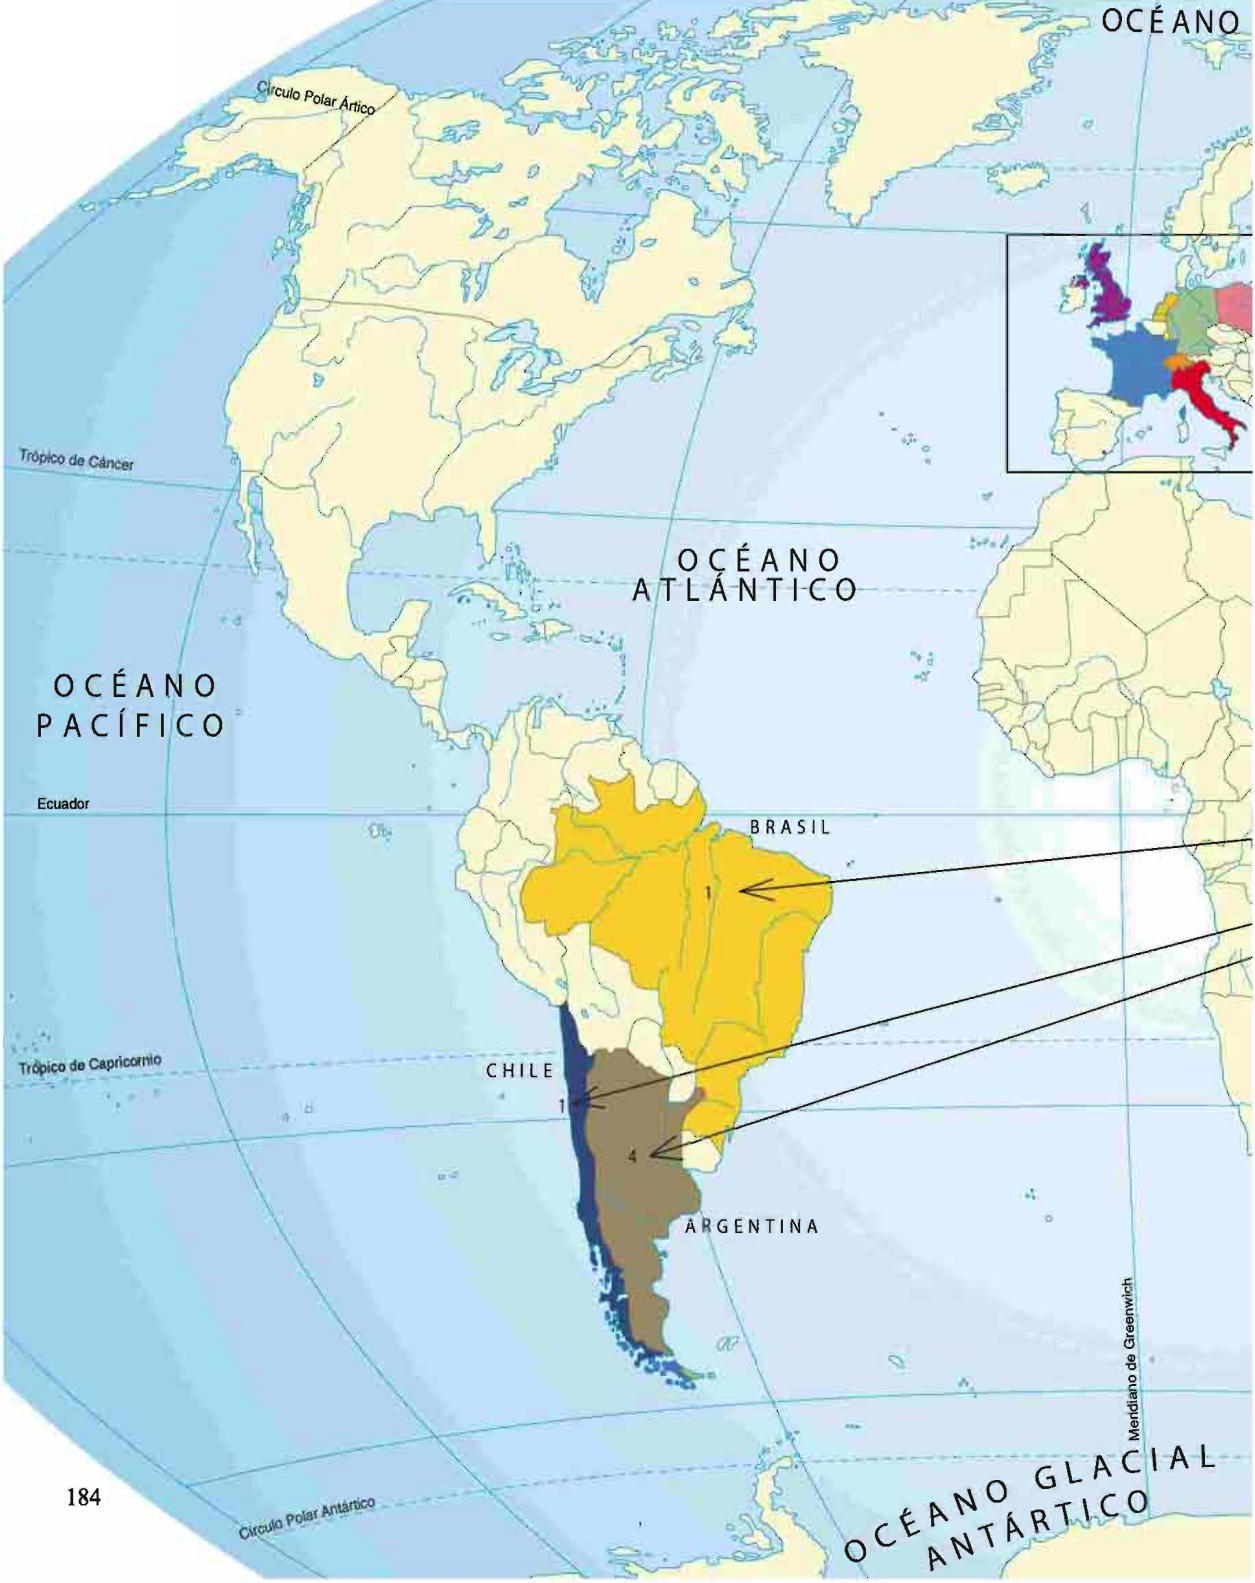 OCÉANO
Círculo Polar Ártico
Trópico de Cáncer
OCÉANO
ATLÁNTICO
OCÉANO
PACÍFICO
Ecuador
BRASIL
1
Trópico de Capricornio
CHILE
1
4
ARGENTINA
Meridiano de Greenwich
184
Círculo Polar Antártico
OCÉANO GLACIAL
ANTÁRTICO